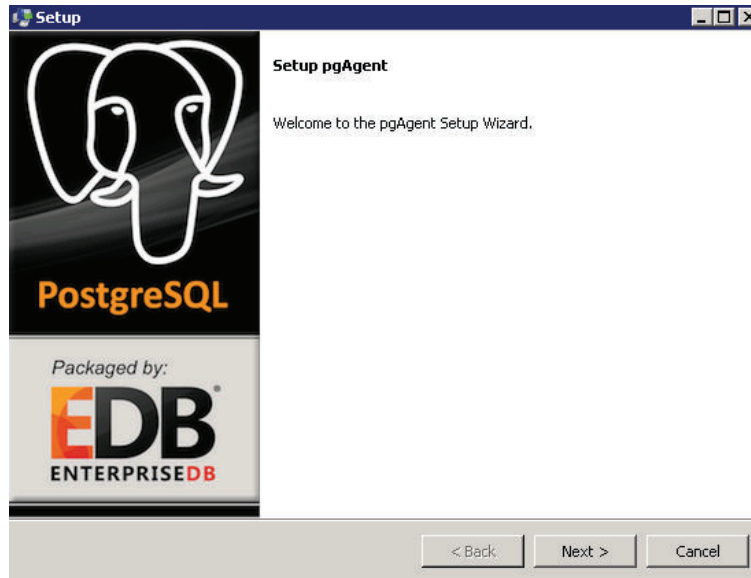 Setup
Setup pgAgent
Welcome to the pgAgent Setup Wizard.
PostgreSQL
Packaged by:
EDB
ENTERPRISEDB
< Back
Next >
Cancel